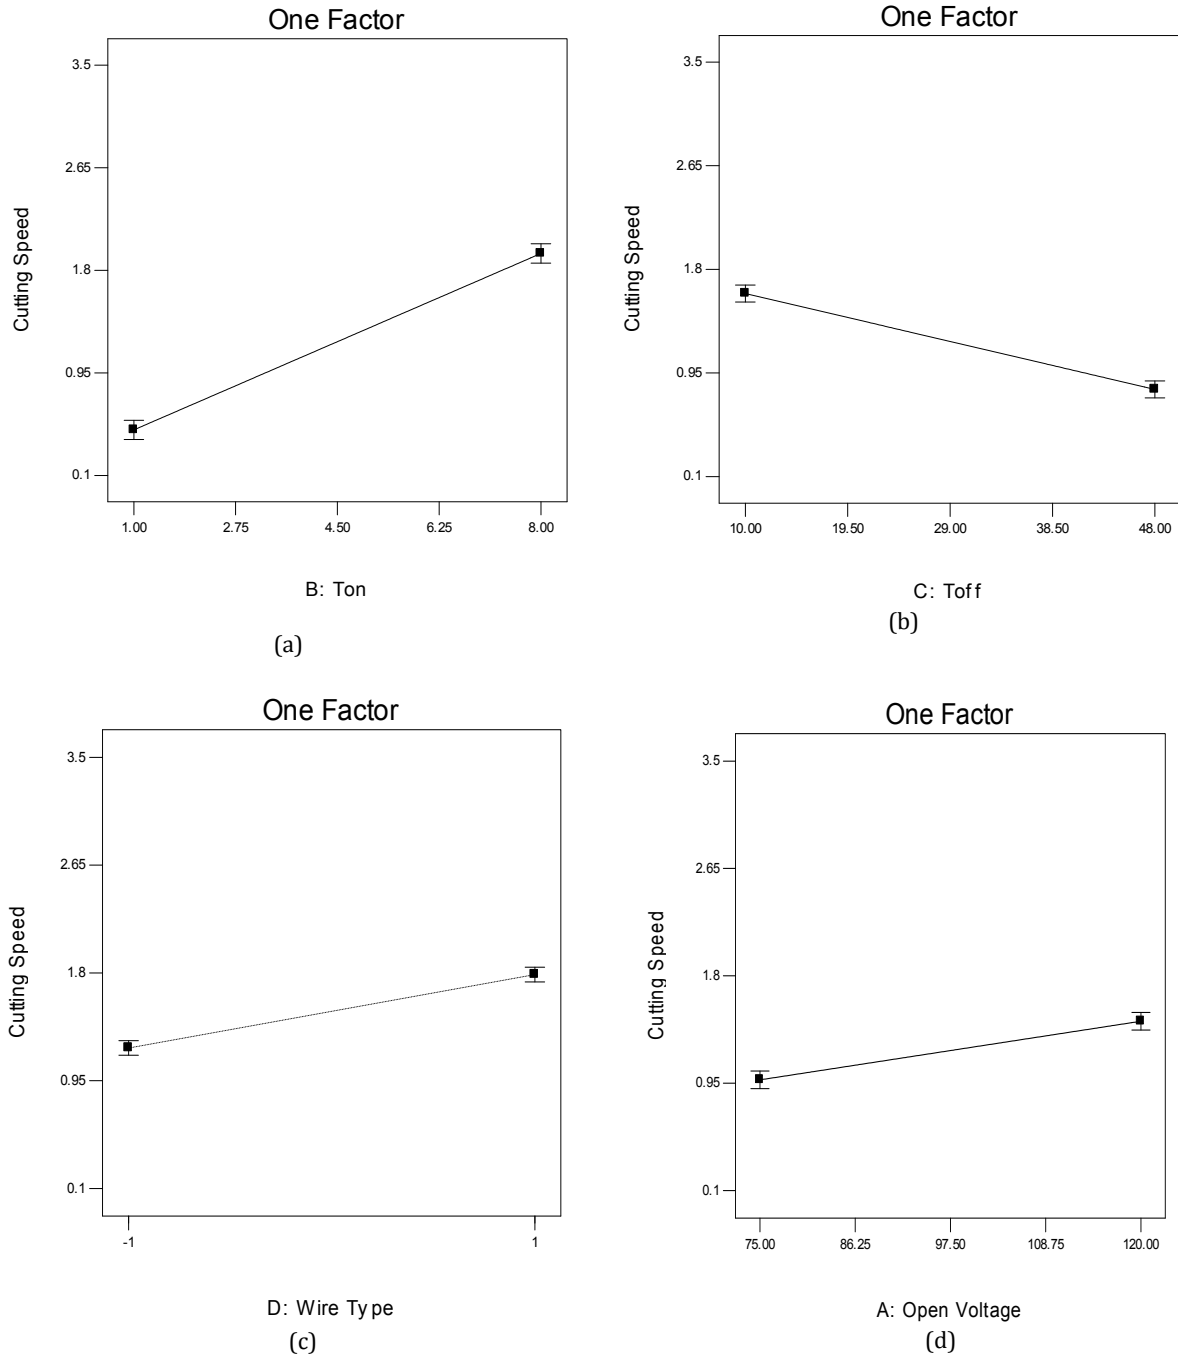 One Factor
3.5
2.65
1.8
0.95
0.1
Cutting Speed
1.00 2.75 4.50 6.25 8.00
B: Ton
(a)
One Factor
3.5
2.65
1.8
0.95
0.1
Cutting Speed
10.00 19.50 29.00 38.50 48.00
C: Toff
(b)
One Factor
3.5
2.65
1.8
0.95
0.1
Cutting Speed
-1 1
D: Wire Type
(c)
One Factor
3.5
2.65
1.8
0.95
0.1
Cutting Speed
75.00 86.25 97.50 108.75 120.00
A: Open Voltage
(d)